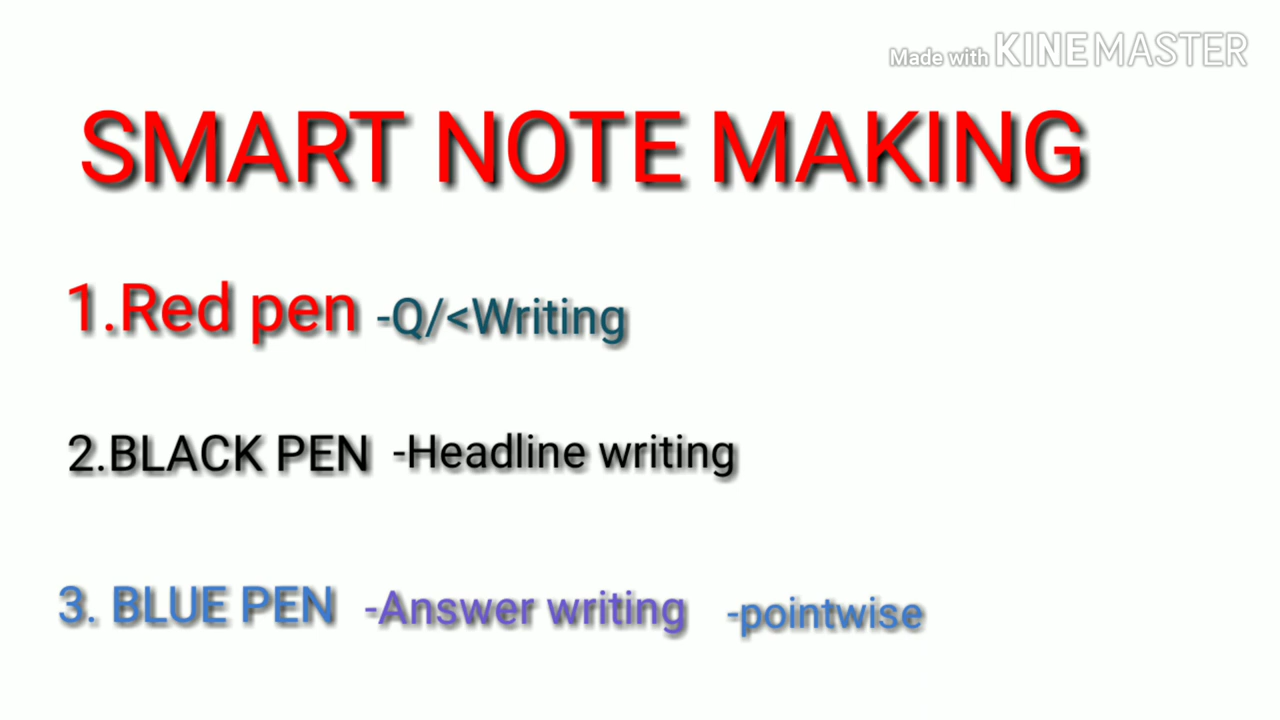 Made with KINEMASTER
SMART NOTE MAKING
1.Red pen -Q/<Writing
2.BLACK PEN -Headline writing
3. BLUE PEN -Answer writing -pointwise